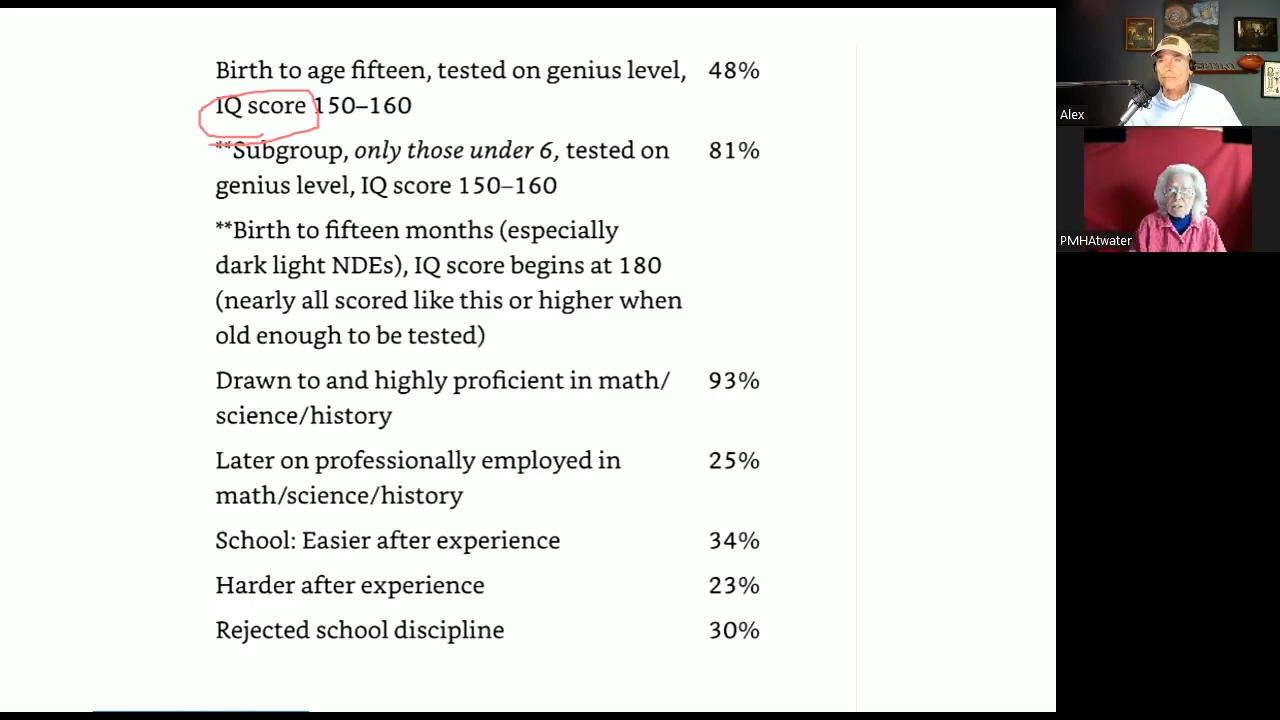 Birth to age fifteen, tested on genius level, 48%
IQ score 150–160
**Subgroup, only those under 6, tested on 81%
genius level, IQ score 150–160
**Birth to fifteen months (especially
dark light NDEs), IQ score begins at 180
(nearly all scored like this or higher when
old enough to be tested)
Drawn to and highly proficient in math/ 93%
science/history
Later on professionally employed in 25%
math/science/history
School: Easier after experience 34%
Harder after experience 23%
Rejected school discipline 30%
Alex
PMHAtwater